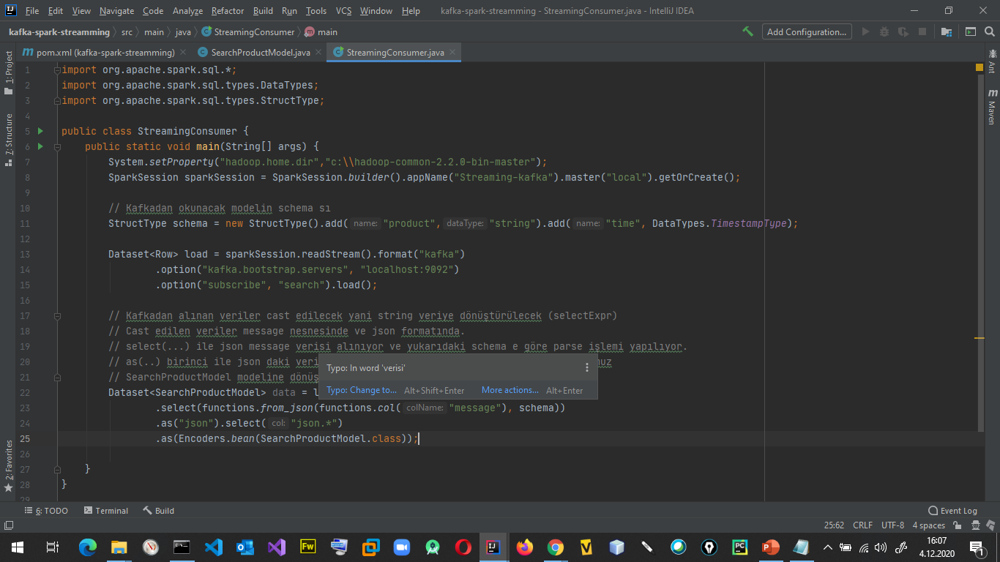 File Edit View Navigate Code Analyze Refactor Build Run Tools VCS Window Help kafka-spark-streamming - StreamingConsumer.java - IntelliJ IDEA
kafka-spark-streamming src main java StreamingConsumer main Add Configuration...
pom.xml (kafka-spark-streamming) SearchProductModel.java StreamingConsumer.java
1: Project
7: Structure
2: Favorites
Ant
Maven
1 import org.apache.spark.sql.*;
2 import org.apache.spark.sql.types.DataTypes;
3 import org.apache.spark.sql.types.StructType;
4
5 public class StreamingConsumer {
6 public static void main(String[] args) {
7 System.setProperty("hadoop.home.dir","c:\\hadoop-common-2.2.0-bin-master");
8 SparkSession sparkSession = SparkSession.builder().appName("Streaming-kafka").master("local").getOrCreate();
9
10 // Kafkadan okunacak modelin schema sı
11 StructType schema = new StructType().add( name: "product", dataType: "string").add( name: "time", DataTypes.TimestampType);
12
13 Dataset<Row> load = sparkSession.readStream().format("kafka")
14 .option("kafka.bootstrap.servers", "localhost:9092")
15 .option("subscribe", "search").load();
16
17 // Kafkadan alınan veriler cast edilecek yani string veriye dönüştürülecek (selectExpr)
18 // Cast edilen veriler message nesnesinde ve json formatında.
19 // select(...) ile json message verisi alınıyor ve yukarıdaki schema e göre parse işlemi yapılıyor.
20 // as(..) birinci ile json daki veri muz
21 // SearchProductModel modeline dönüş
22 Dataset<SearchProductModel> data = l
Typo: In word 'verisi'
Typo: Change to... Alt+Shift+Enter More actions... Alt+Enter
23 .select(functions.from_json(functions.col( colName: "message"), schema))
24 .as("json").select( col: "json.*")
25 .as(Encoders.bean(SearchProductModel.class));
26
27 }
28 }
29
6: TODO Terminal Build Event Log
25:62 CRLF UTF-8 4 spaces
16:07
4.12.2020